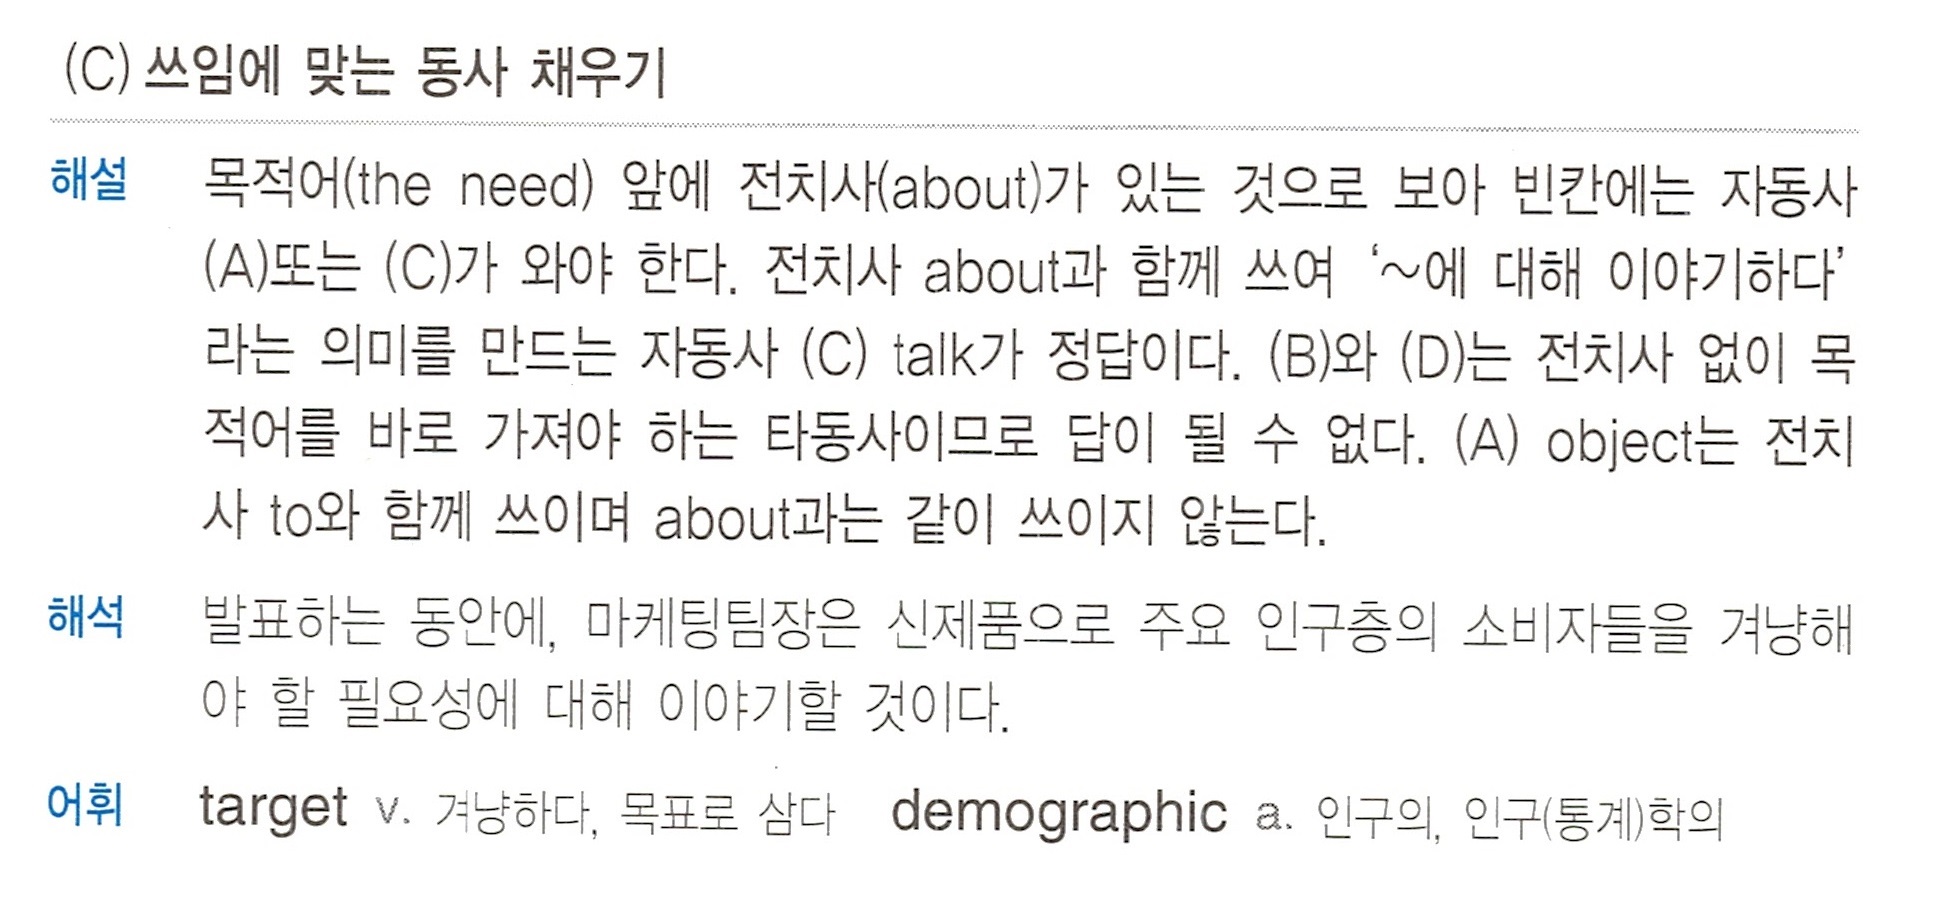 (C) 쓰임에 맞는 동사 채우기
해설 목적어(the need) 앞에 전치사(about)가 있는 것으로 보아 빈칸에는 자동사
(A)또는 (C)가 와야 한다. 전치사 about과 함께 쓰여 ‘~에 대해 이야기하다’
라는 의미를 만드는 자동사 (C) talk가 정답이다. (B)와 (D)는 전치사 없이 목
적어를 바로 가져야 하는 타동사이므로 답이 될 수 없다. (A) object는 전치
사 to와 함께 쓰이며 about과는 같이 쓰이지 않는다.
해석 발표하는 동안에, 마케팅팀장은 신제품으로 주요 인구층의 소비자들을 겨냥해
야 할 필요성에 대해 이야기할 것이다.
어휘 target v. 겨냥하다, 목표로 삼다 demographic a. 인구의, 인구(통계)학의